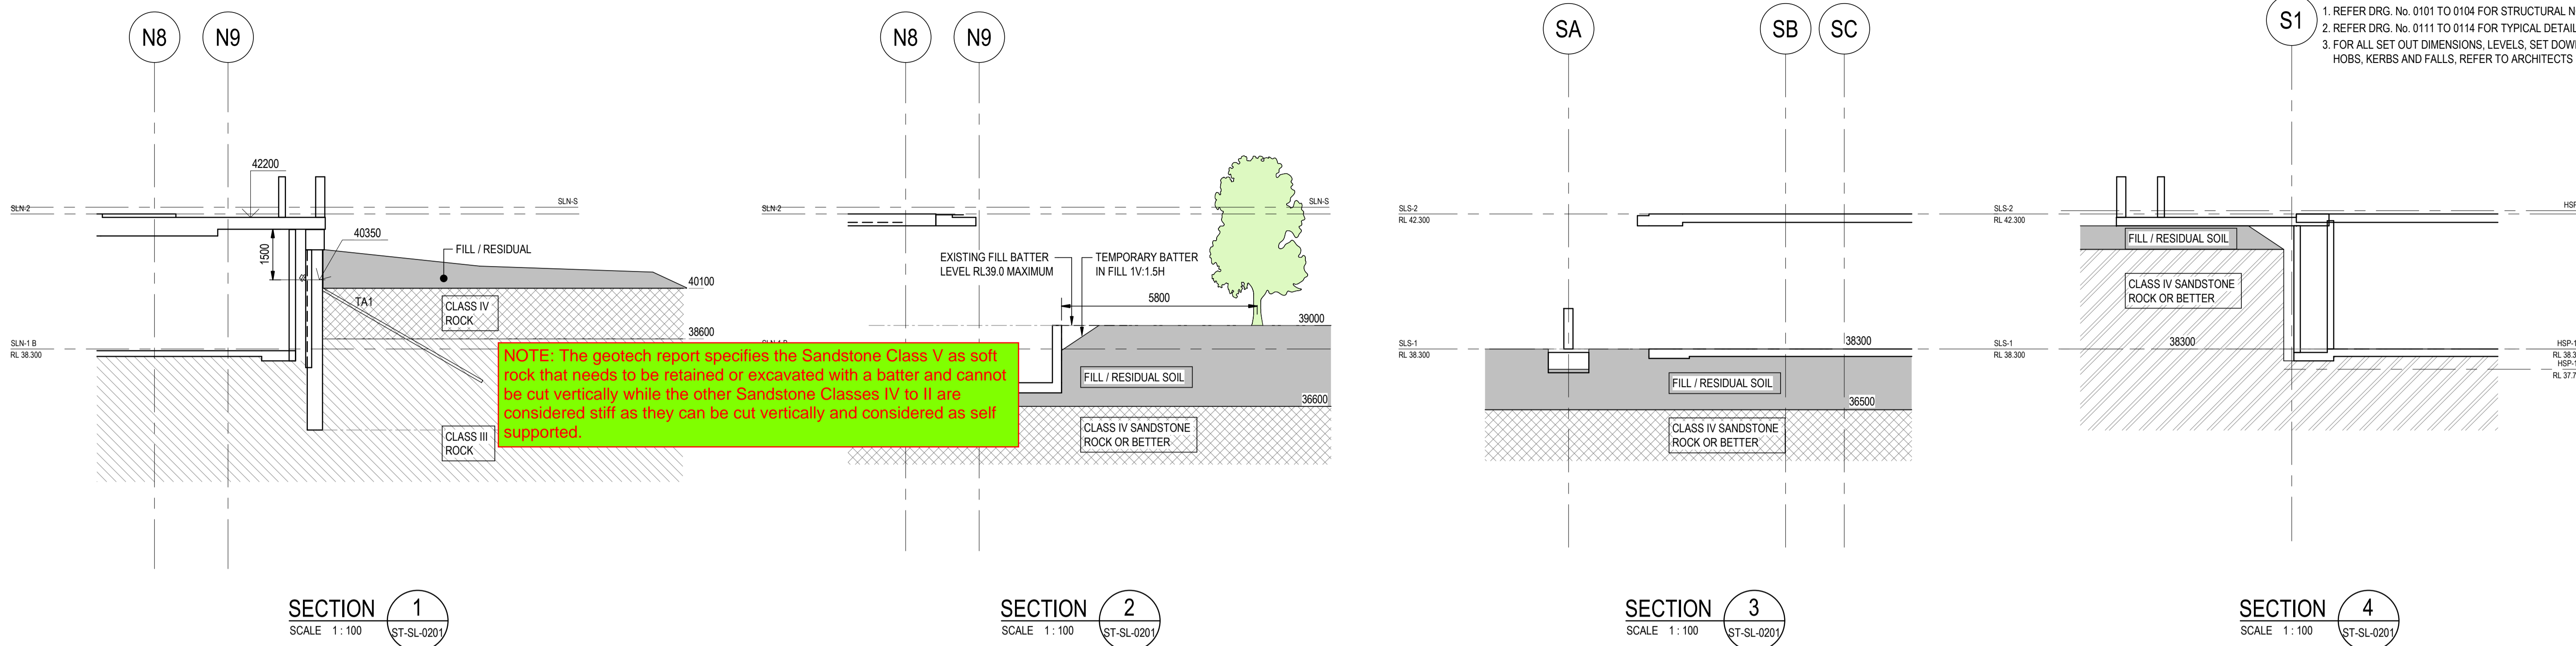 N8
N9
42200
SLN-2
SLN-S
1500
40350
FILL / RESIDUAL
40100
TA1
CLASS IV
ROCK
38600
SLN-1 B
RL 38.300
CLASS III
ROCK
NOTE: The geotech report specifies the Sandstone Class V as soft
rock that needs to be retained or excavated with a batter and cannot
be cut vertically while the other Sandstone Classes IV to II are
considered stiff as they can be cut vertically and considered as self
supported.
SECTION 1
SCALE 1 : 100 ST-SL-0201
N8
N9
SLN-2
SLN-S
EXISTING FILL BATTER
LEVEL RL39.0 MAXIMUM
TEMPORARY BATTER
IN FILL 1V:1.5H
5800
39000
FILL / RESIDUAL SOIL
36600
CLASS IV SANDSTONE
ROCK OR BETTER
SECTION 2
SCALE 1 : 100 ST-SL-0201
SA
SB
SC
SLS-2
RL 42.300
SLS-1
RL 38.300
38300
FILL / RESIDUAL SOIL
36500
CLASS IV SANDSTONE
ROCK OR BETTER
SECTION 3
SCALE 1 : 100 ST-SL-0201
S1
1. REFER DRG. No. 0101 TO 0104 FOR STRUCTURAL N
2. REFER DRG. No. 0111 TO 0114 FOR TYPICAL DETAIL
3. FOR ALL SET OUT DIMENSIONS, LEVELS, SET DOW
HOBS, KERBS AND FALLS, REFER TO ARCHITECTS
SLS-2
RL 42.300
HSP
FILL / RESIDUAL SOIL
CLASS IV SANDSTONE
ROCK OR BETTER
SLS-1
RL 38.300
38300
HSP-1
RL 38.3
HSP-1
RL 37.7
SECTION 4
SCALE 1 : 100 ST-SL-0201